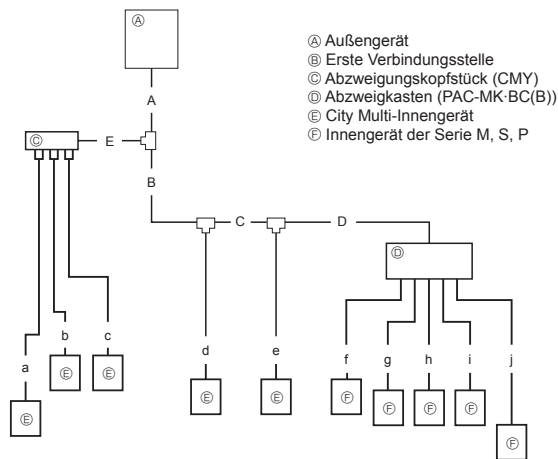 Ⓐ
Ⓐ Außengerät
Ⓑ Erste Verbindungsstelle
Ⓒ Abzweigungskopfstück (CMY)
Ⓓ Abzweigkasten (PAC-MK·BC(B))
Ⓔ City Multi-Innengerät
Ⓕ Innengerät der Serie M, S, P
A
Ⓒ
E
Ⓑ
B
C
D
Ⓓ
a
b
c
d
e
f
g
h
i
j
Ⓔ
Ⓔ
Ⓔ
Ⓔ
Ⓔ
Ⓕ
Ⓕ
Ⓕ
Ⓕ
Ⓕ